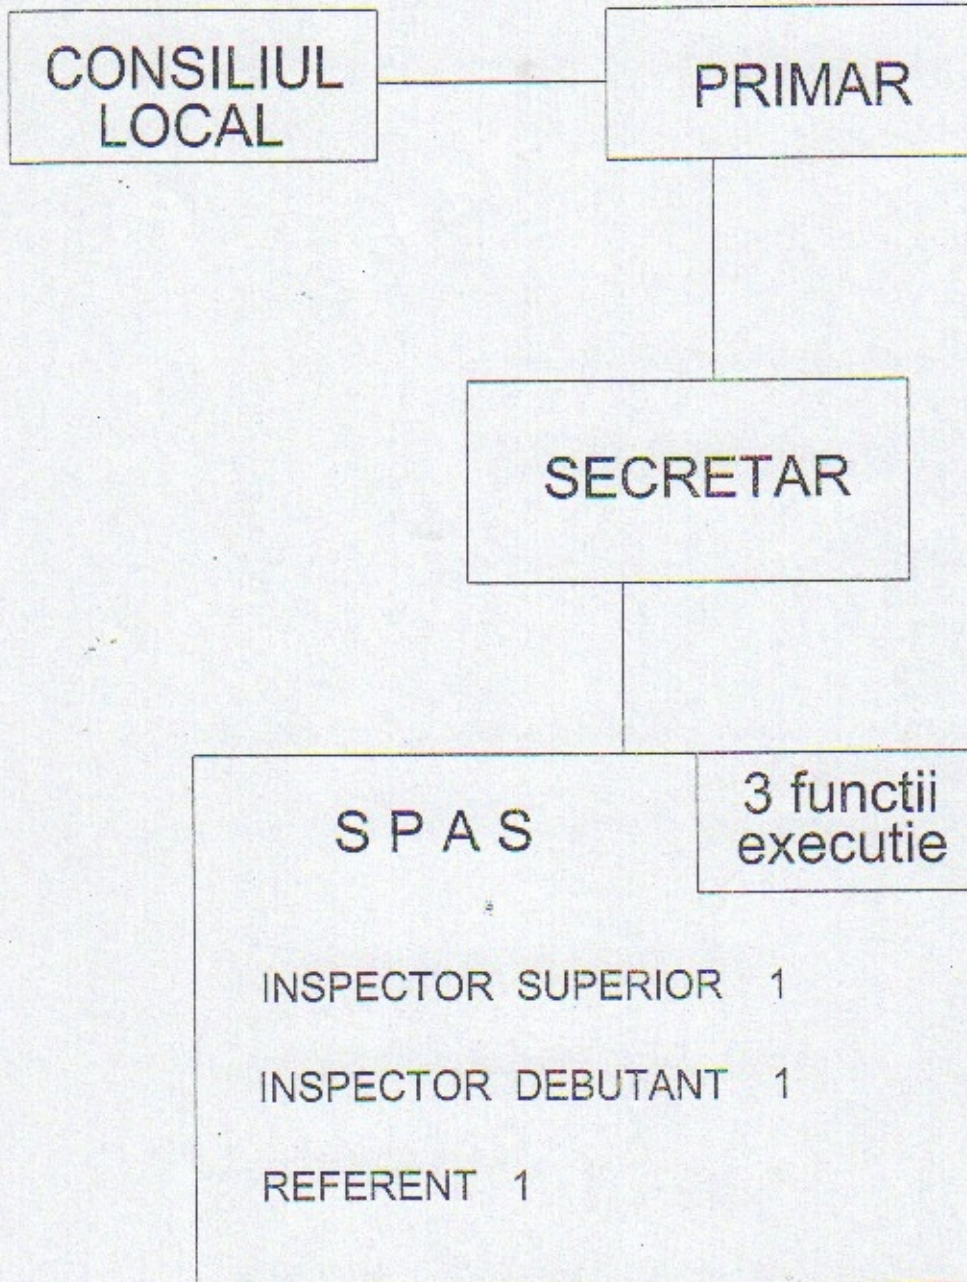 CONSILIUL
LOCAL
PRIMAR
SECRETAR
S P A S
3 functii
executie
INSPECTOR SUPERIOR 1
INSPECTOR DEBUTANT 1
REFERENT 1